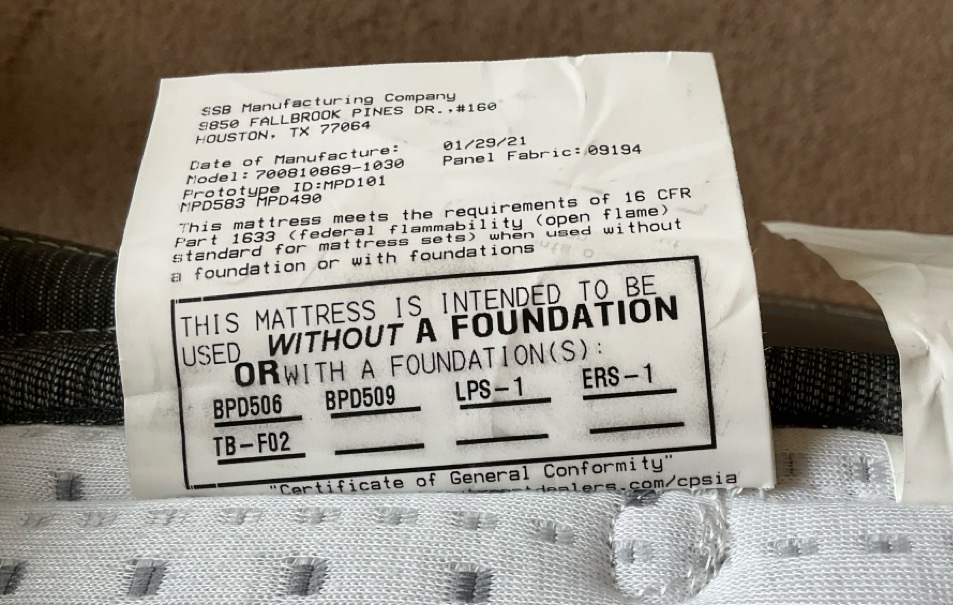 SSB Manufacturing Company
9850 FALLBROOK PINES DR.,#160
HOUSTON, TX 77064
Date of Manufacture: 01/29/21
Model: 700810869-1030 Panel Fabric: 09194
Prototype ID:MPD101
MPD583 MPD490
This mattress meets the requirements of 16 CFR
Part 1633 (federal flammability (open flame)
standard for mattress sets) when used without
a foundation or with foundations
THIS MATTRESS IS INTENDED TO BE
USED WITHOUT A FOUNDATION
OR WITH A FOUNDATION(S):
BPD506 BPD509 LPS-1 ERS-1
TB-F02
"Certificate of General Conformity"